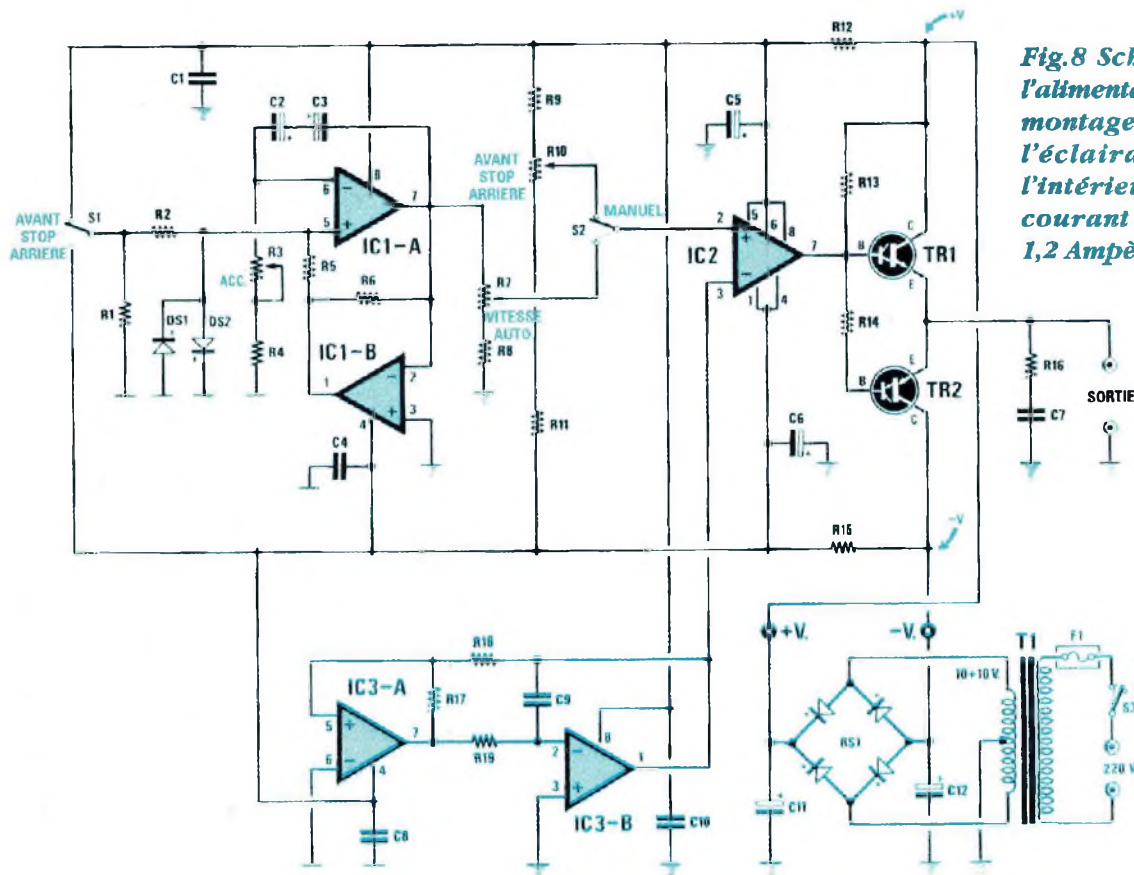 R12
+V
Fig.8 Sch
l'alimenta
montage
l'éclaira
l'intérieu
courant
1,2 Ampè
C1
C2
C3
R9
C5
AVANT
STOP
ARRIERE
R10
R13
6
8
7
5
IC1-A
AVANT
STOP
ARRIERE
S1
R2
MANUEL
S2
2
5
6
8
7
IC2
3
1
4
B
C
E
TR1
R3
ACC.
R5
R6
R7
VITESSE
AUTO.
R1
DS1
DS2
R4
IC1-B
1
2
3
4
R8
R14
B
E
C
TR2
R16
C7
SORTIE
R11
C4
C6
R15
-V
R18
+V.
-V.
T1
F1
10+10 V.
IC3-A
R17
C9
5
6
7
4
R19
2
3
8
1
IC3-B
RS1
220 V
C8
C10
C11
C12